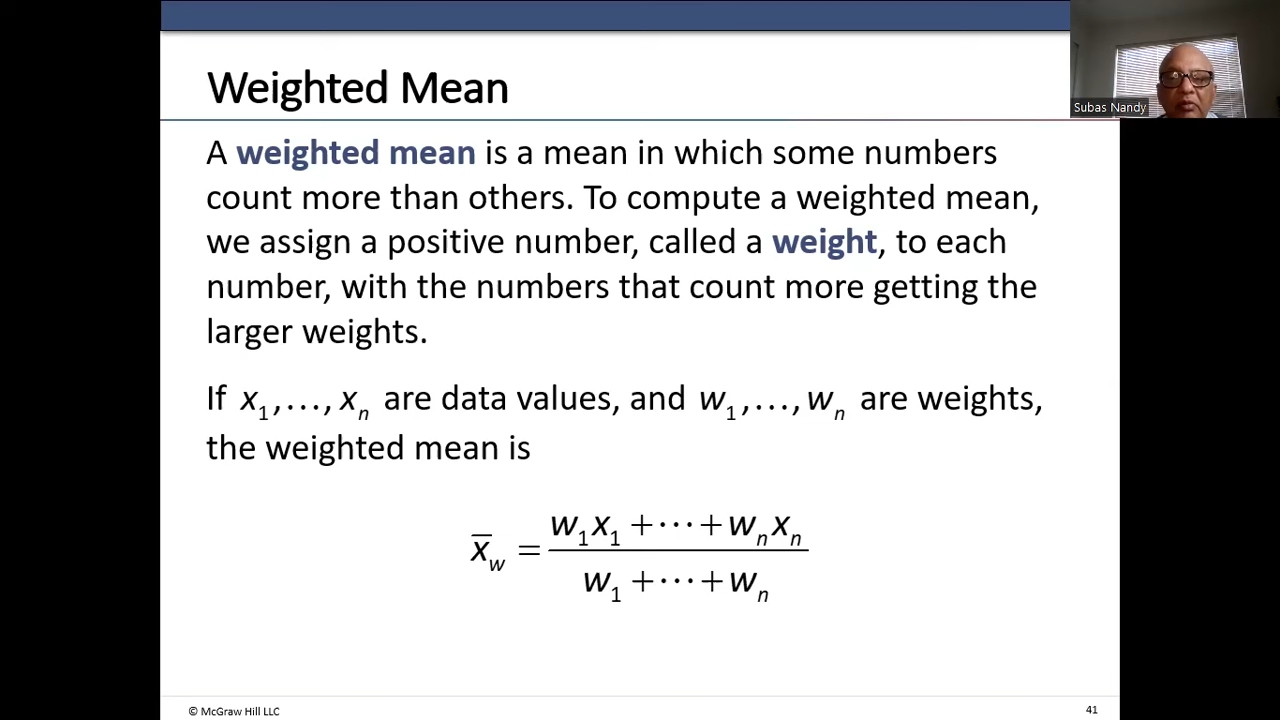 Weighted Mean
Subas Nandy
A weighted mean is a mean in which some numbers
count more than others. To compute a weighted mean,
we assign a positive number, called a weight, to each
number, with the numbers that count more getting the
larger weights.
If x₁,…, xₙ are data values, and w₁,…, wₙ are weights,
the weighted mean is
x̄_w = (w₁x₁ +⋯+ wₙxₙ) / (w₁ +⋯+ wₙ)
© McGraw Hill LLC
41